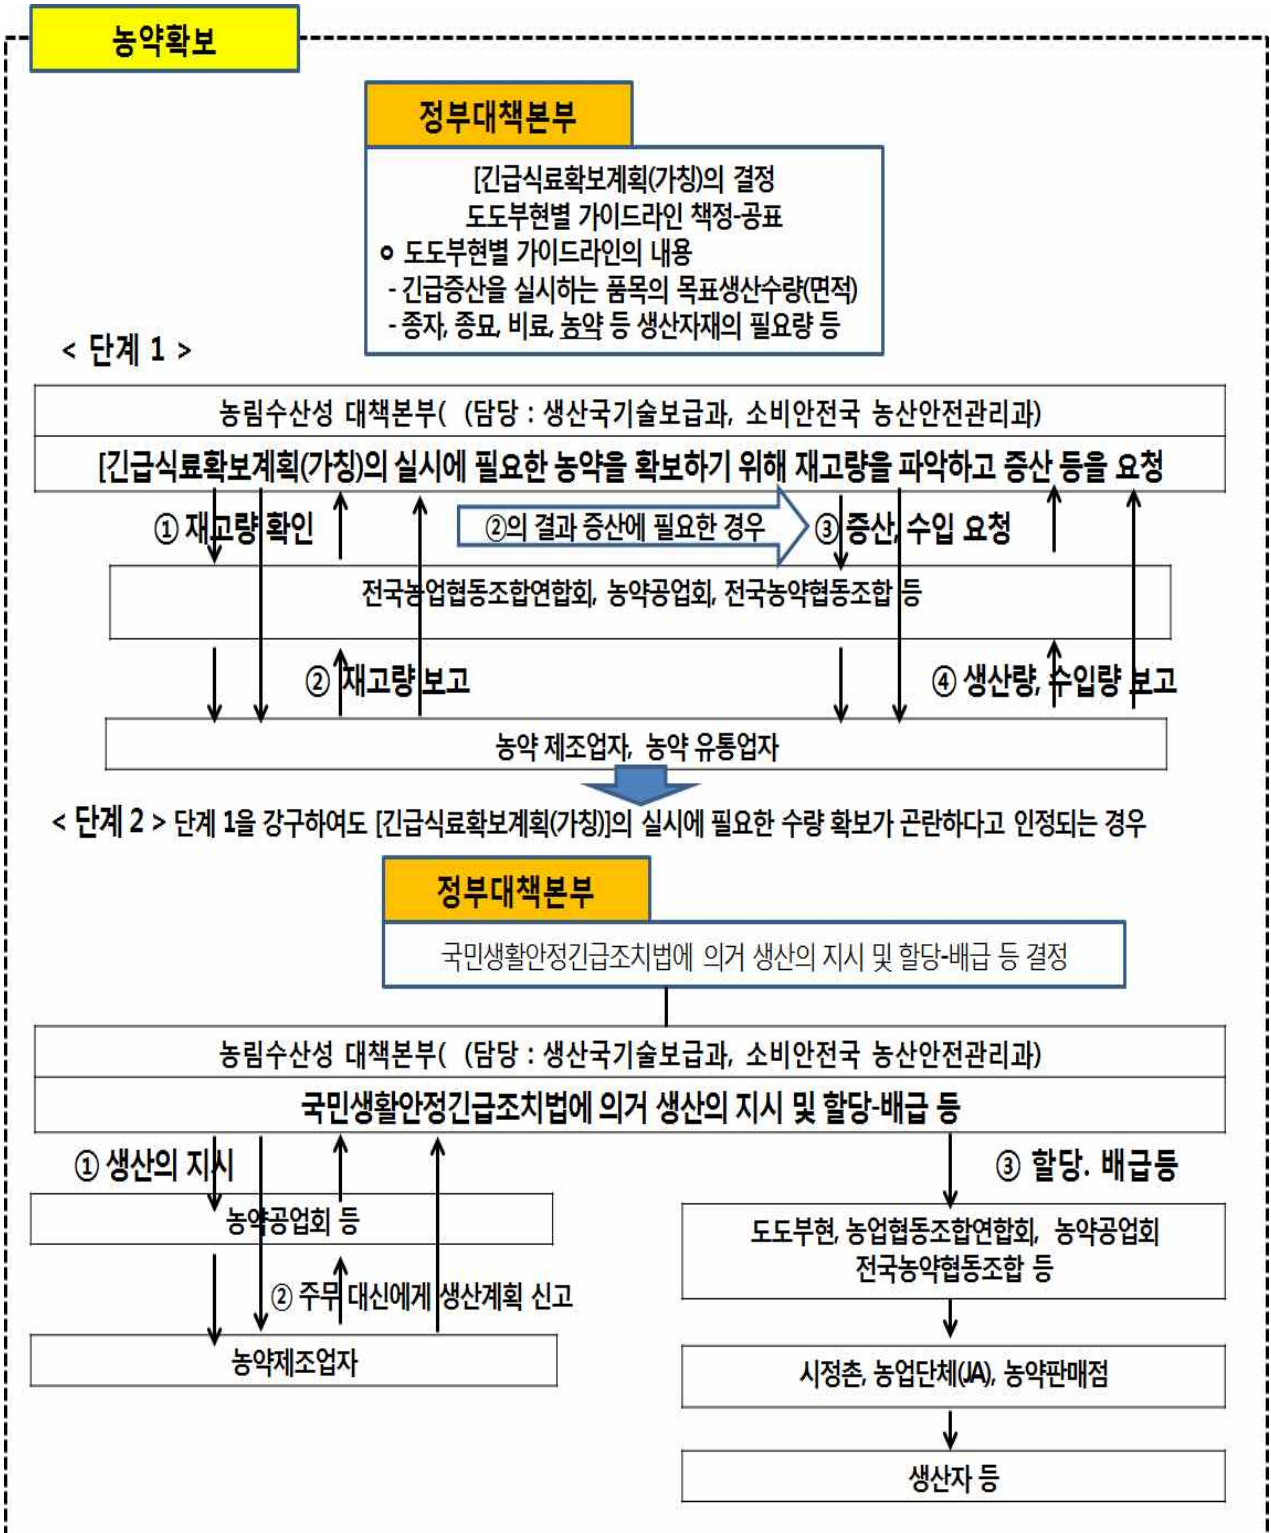 농약확보
정부대책본부
[긴급식료확보계획(가칭)의 결정
도도부현별 가이드라인 책정-공표
o 도도부현별 가이드라인의 내용
- 긴급증산을 실시하는 품목의 목표생산수량(면적)
- 종자, 종묘, 비료, 농약 등 생산자재의 필요량 등
< 단계 1 >
농림수산성 대책본부( (담당 : 생산국기술보급과, 소비안전국 농산안전관리과)
[긴급식료확보계획(가칭)의 실시에 필요한 농약을 확보하기 위해 재고량을 파악하고 증산 등을 요청
① 재고량 확인
②의 결과 증산에 필요한 경우
③ 증산, 수입 요청
전국농업협동조합연합회, 농약공업회, 전국농약협동조합 등
② 재고량 보고
④ 생산량, 수입량 보고
농약 제조업자, 농약 유통업자
< 단계 2 > 단계 1을 강구하여도 [긴급식료확보계획(가칭)]의 실시에 필요한 수량 확보가 곤란하다고 인정되는 경우
정부대책본부
국민생활안정긴급조치법에 의거 생산의 지시 및 할당-배급 등 결정
농림수산성 대책본부( (담당 : 생산국기술보급과, 소비안전국 농산안전관리과)
국민생활안정긴급조치법에 의거 생산의 지시 및 할당-배급 등
① 생산의 지시
③ 할당. 배급등
농약공업회 등
도도부현, 농업협동조합연합회, 농약공업회
전국농약협동조합 등
② 주무 대신에게 생산계획 신고
농약제조업자
시정촌, 농업단체(JA), 농약판매점
생산자 등